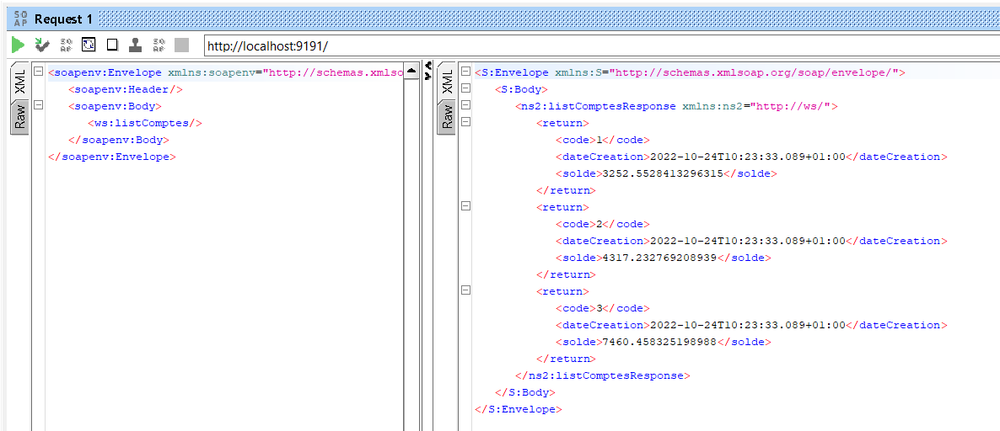 SO AP Request 1
http://localhost:9191/
XML
Raw
<soapenv:Envelope xmlns:soapenv="http://schemas.xmlso
<soapenv:Header/>
<soapenv:Body>
<ws:listComptes/>
</soapenv:Body>
</soapenv:Envelope>
XML
Raw
<S:Envelope xmlns:S="http://schemas.xmlsoap.org/soap/envelope/">
<S:Body>
<ns2:listComptesResponse xmlns:ns2="http://ws/">
<return>
<code>1</code>
<dateCreation>2022-10-24T10:23:33.089+01:00</dateCreation>
<solde>3252.5528413296315</solde>
</return>
<return>
<code>2</code>
<dateCreation>2022-10-24T10:23:33.089+01:00</dateCreation>
<solde>4317.232769208939</solde>
</return>
<return>
<code>3</code>
<dateCreation>2022-10-24T10:23:33.089+01:00</dateCreation>
<solde>7460.458325198988</solde>
</return>
</ns2:listComptesResponse>
</S:Body>
</S:Envelope>